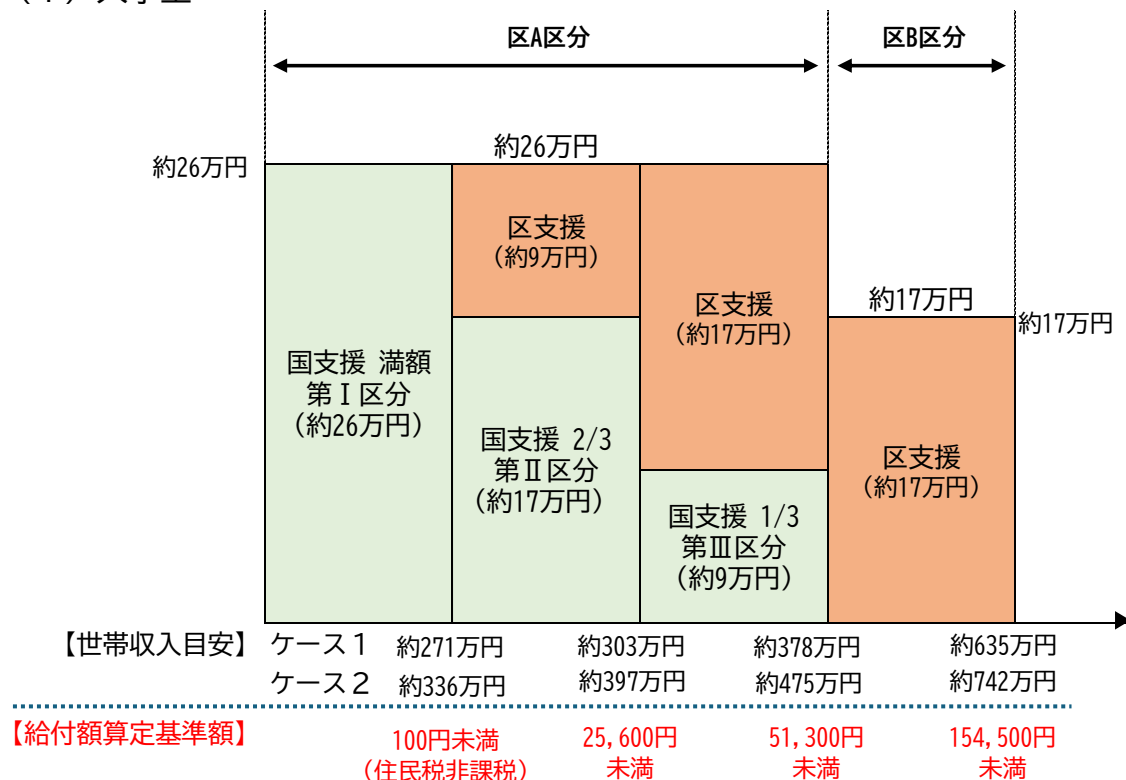 区A区分
区B区分
約26万円
約26万円
区支援
(約9万円)
区支援
(約17万円)
約17万円
約17万円
国支援 満額
第Ⅰ区分
(約26万円)
国支援 2/3
第Ⅱ区分
(約17万円)
国支援 1/3
第Ⅲ区分
(約9万円)
区支援
(約17万円)
【世帯収入目安】 ケース1 約271万円 約303万円 約378万円 約635万円
ケース2 約336万円 約397万円 約475万円 約742万円
【給付額算定基準額】 100円未満 25,600円 51,300円 154,500円
(住民税非課税) 未満 未満 未満